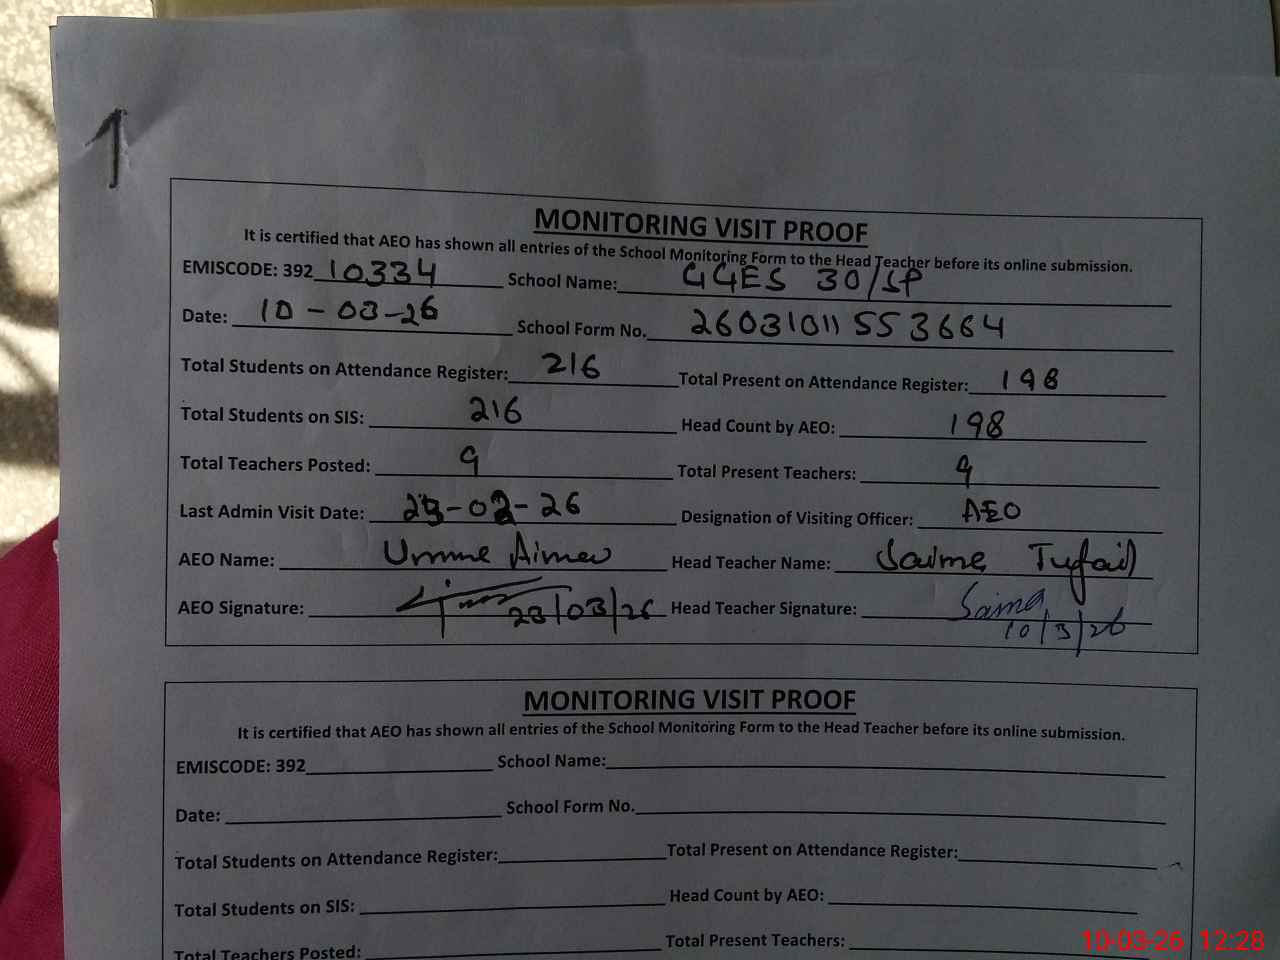 MONITORING VISIT PROOF
It is certified that AEO has shown all entries of the School Monitoring Form to the Head Teacher before its online submission.
EMISCODE: 392 10334 School Name: GGES 30/SP
Date: 10-03-26 School Form No. 26031011553664
Total Students on Attendance Register: 216 Total Present on Attendance Register: 198
Total Students on SIS: 216 Head Count by AEO: 198
Total Teachers Posted: 9 Total Present Teachers: 9
Last Admin Visit Date: -02-26 Designation of Visiting Officer: AEO
AEO Name: Umme Aimen Head Teacher Name: Saima Tufail
AEO Signature: /03/26 Head Teacher Signature: Saima
10/3/26
MONITORING VISIT PROOF
It is certified that AEO has shown all entries of the School Monitoring Form to the Head Teacher before its online submission.
EMISCODE: 392 School Name:
Date: School Form No.
Total Students on Attendance Register: Total Present on Attendance Register:
Total Students on SIS: Head Count by AEO:
Total Teachers Posted: Total Present Teachers:
10-03-26 12:28